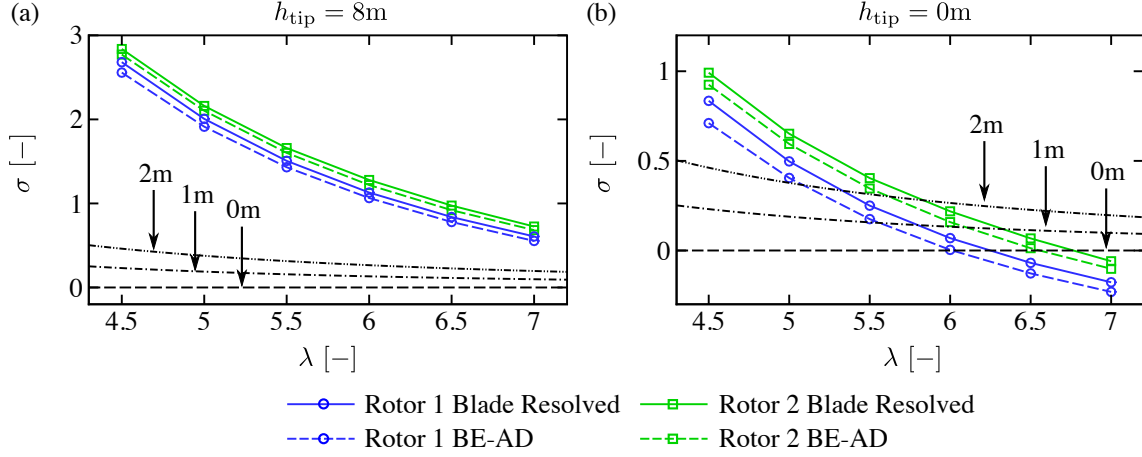 (a)
h_tip = 8m
3
2
1
0
σ [−]
2m
1m
0m
4.5 5 5.5 6 6.5 7
λ [−]
(b)
h_tip = 0m
1
0.5
0
σ [−]
2m
1m
0m
4.5 5 5.5 6 6.5 7
λ [−]
Rotor 1 Blade Resolved
Rotor 2 Blade Resolved
Rotor 1 BE-AD
Rotor 2 BE-AD